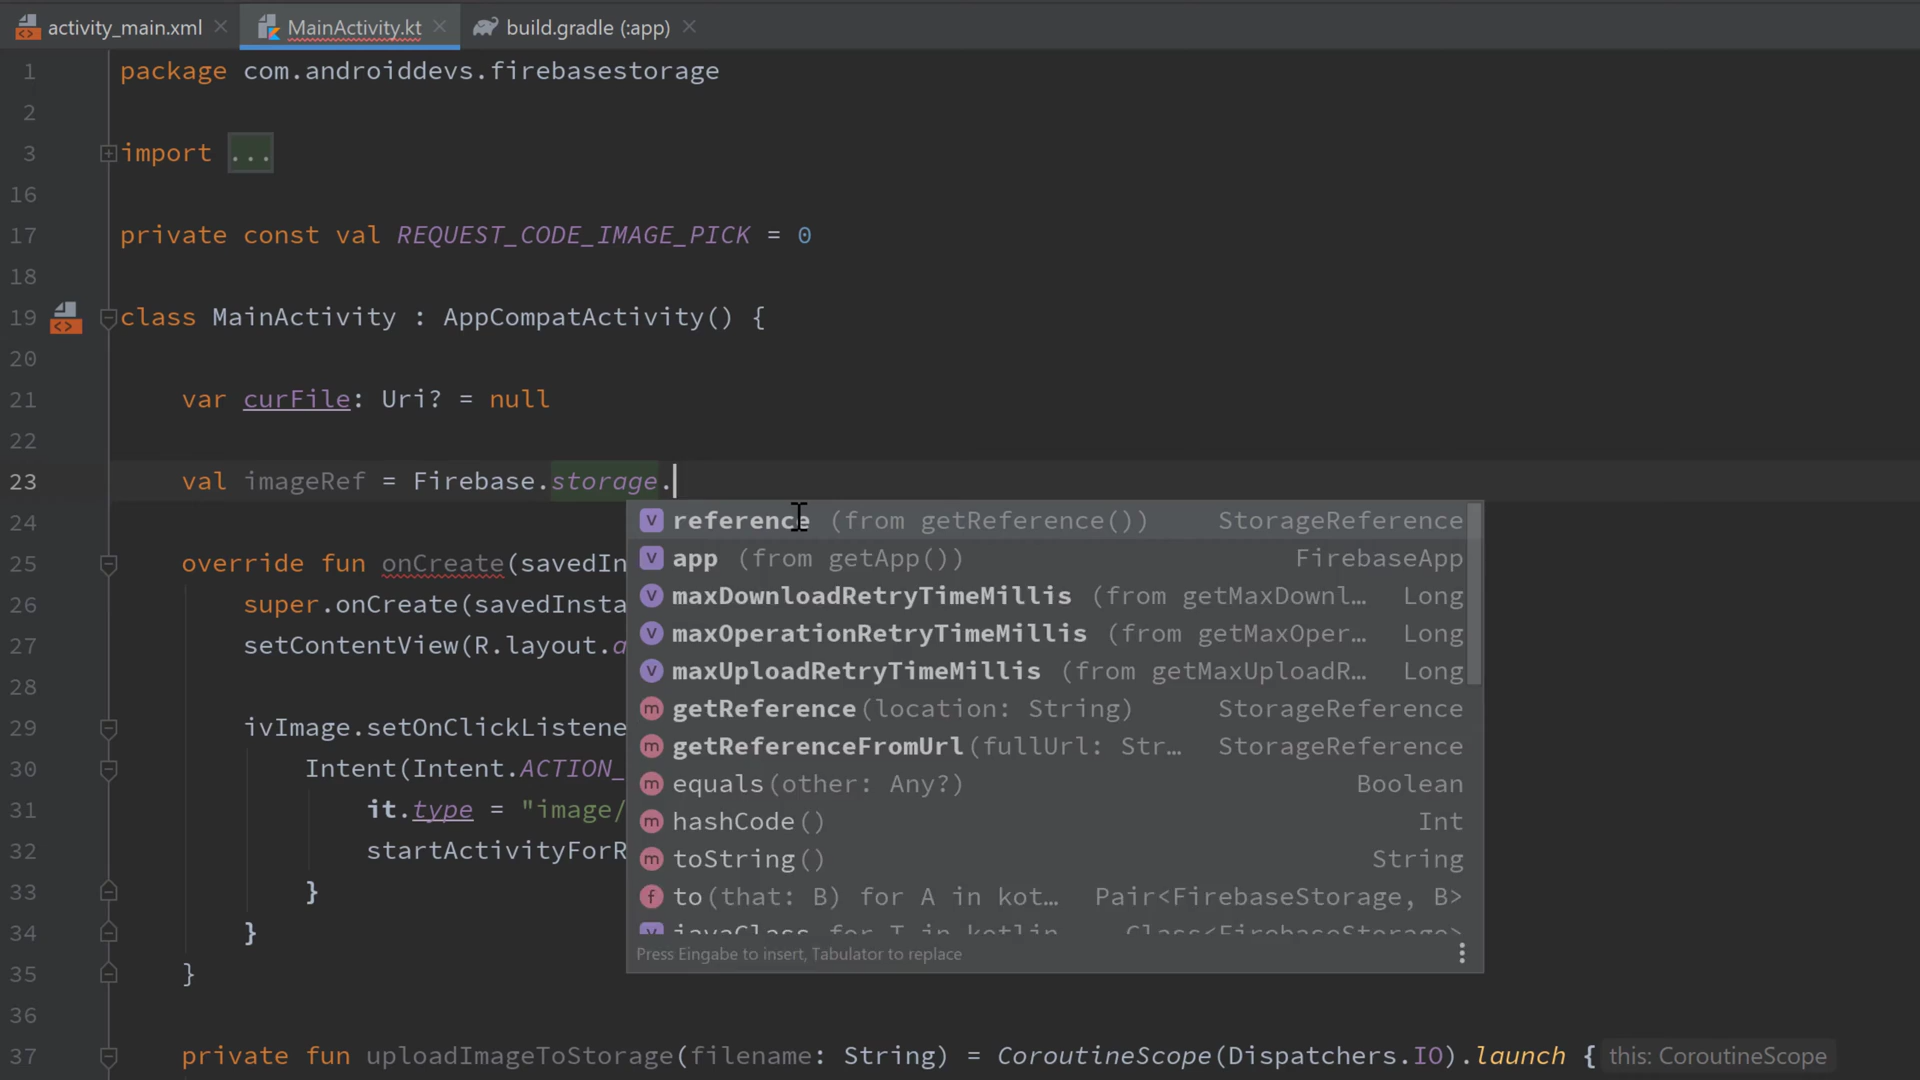 activity_main.xml MainActivity.kt build.gradle (:app)
1 package com.androiddevs.firebasestorage
2
3 import ...
16
17 private const val REQUEST_CODE_IMAGE_PICK = 0
18
19 class MainActivity : AppCompatActivity() {
20
21 var curFile: Uri? = null
22
23 val imageRef = Firebase.storage.
24 reference (from getReference()) StorageReference
app (from getApp()) FirebaseApp
25 override fun onCreate(savedIn
maxDownloadRetryTimeMillis (from getMaxDownl… Long
26 super.onCreate(savedInsta
maxOperationRetryTimeMillis (from getMaxOper… Long
27 setContentView(R.layout.a
maxUploadRetryTimeMillis (from getMaxUploadR… Long
28
getReference(location: String) StorageReference
29 ivImage.setOnClickListene
getReferenceFromUrl(fullUrl: Str… StorageReference
30 Intent(Intent.ACTION_
equals(other: Any?) Boolean
31 it.type = "image/
hashCode() Int
32 startActivityForR
toString() String
33 }
to(that: B) for A in kot… Pair<FirebaseStorage, B>
34 }
javaClass for T in kotlin Class<FirebaseStorage>
Press Eingabe to insert, Tabulator to replace
35 }
36
37 private fun uploadImageToStorage(filename: String) = CoroutineScope(Dispatchers.IO).launch { this: CoroutineScope